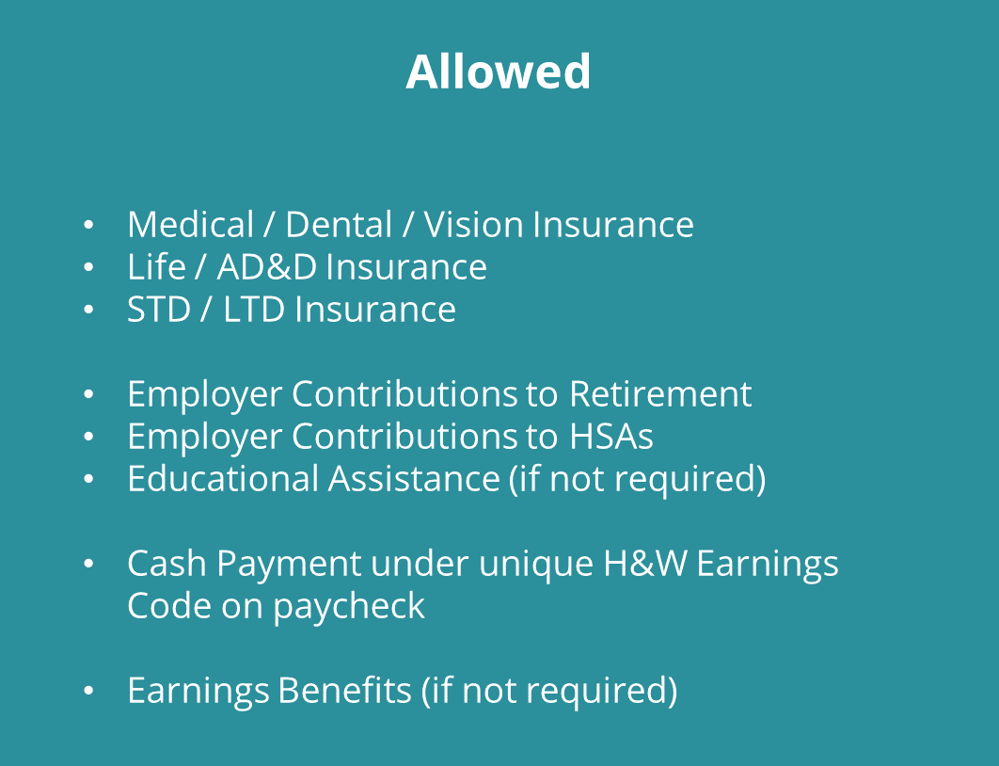 Allowed
• Medical / Dental / Vision Insurance
• Life / AD&D Insurance
• STD / LTD Insurance
• Employer Contributions to Retirement
• Employer Contributions to HSAs
• Educational Assistance (if not required)
• Cash Payment under unique H&W Earnings
Code on paycheck
• Earnings Benefits (if not required)